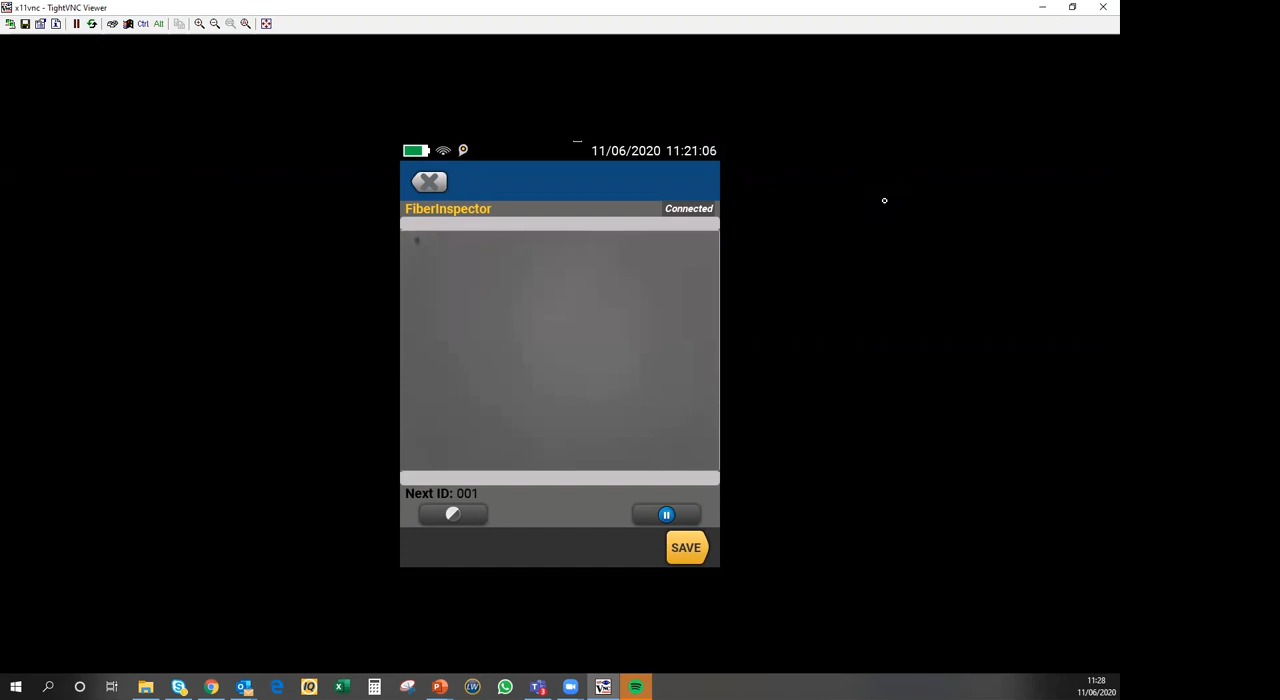 x11vnc - TightVNC Viewer
Ctrl Alt
11/06/2020 11:21:06
FiberInspector
Connected
Next ID: 001
SAVE
11:28
11/06/2020